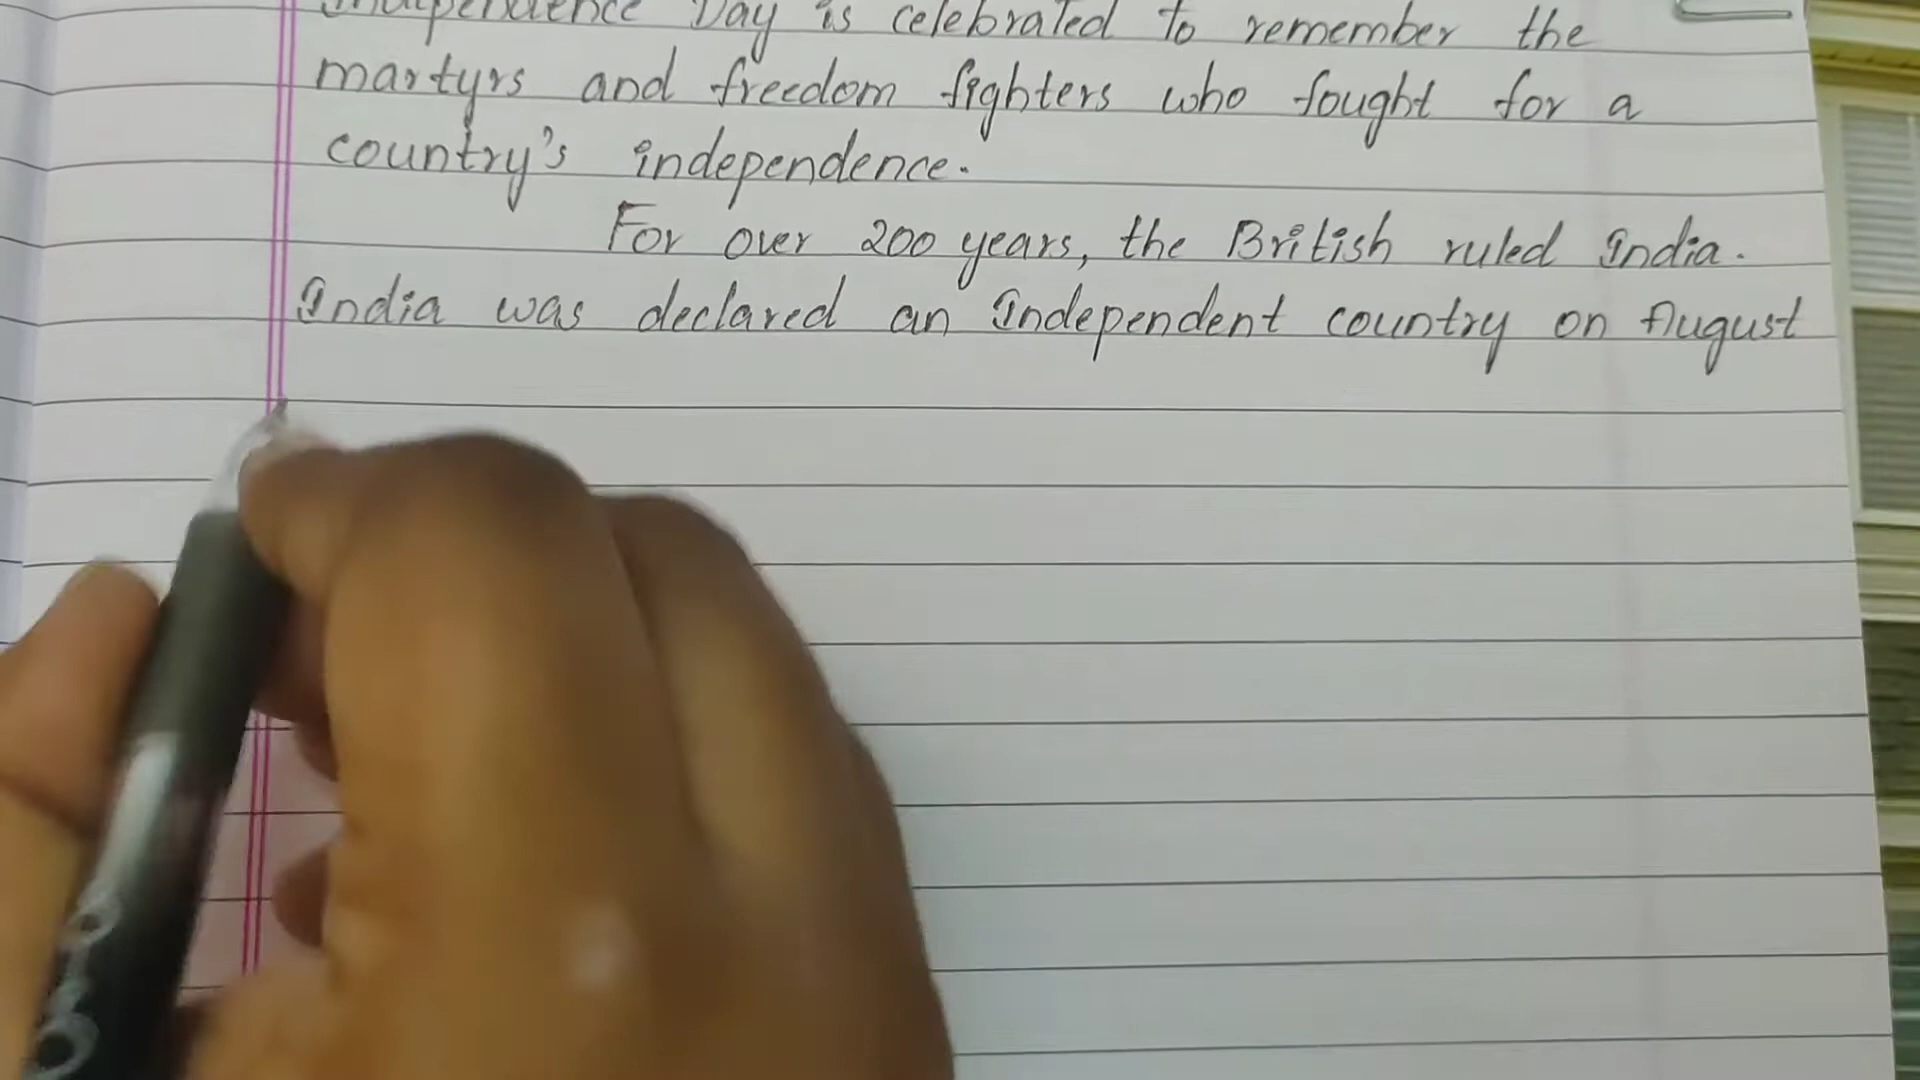 Independence Day is celebrated to remember the
martyrs and freedom fighters who fought for a
country's independence.
For over 200 years, the British ruled India.
India was declared an Independent country on August